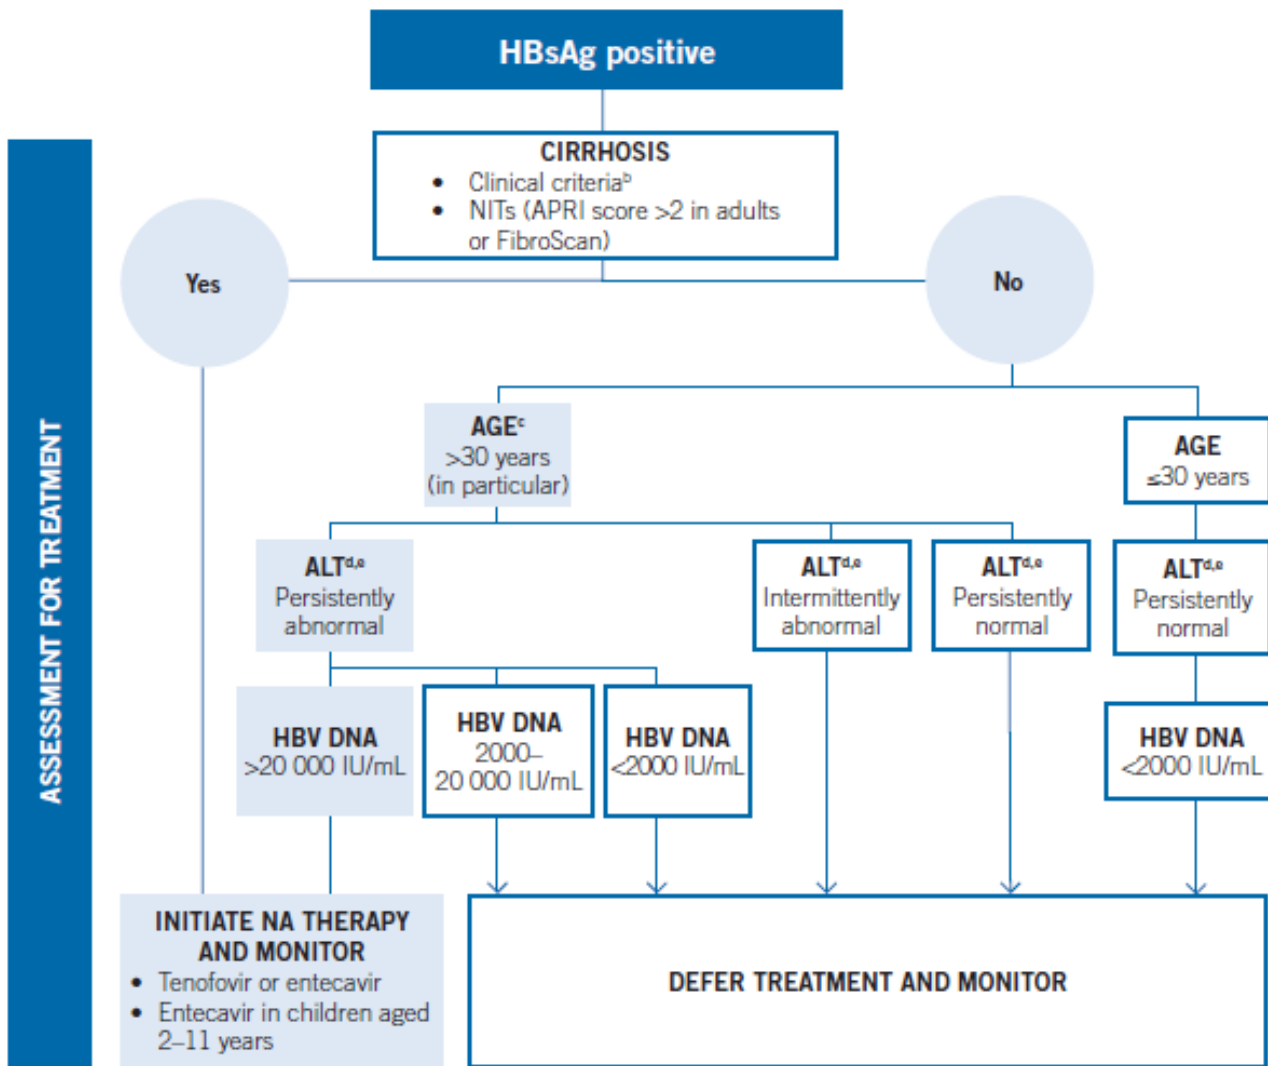 HBsAg positive
ASSESSMENT FOR TREATMENT
CIRRHOSIS
• Clinical criteriaᵇ
• NITs (APRI score >2 in adults
or FibroScan)
Yes
No
AGEᶜ
>30 years
(in particular)
AGE
≤30 years
ALTᵈ,ᵉ
Persistently
abnormal
ALTᵈ,ᵉ
Intermittently
abnormal
ALTᵈ,ᵉ
Persistently
normal
ALTᵈ,ᵉ
Persistently
normal
HBV DNA
>20 000 IU/mL
HBV DNA
2000–
20 000 IU/mL
HBV DNA
<2000 IU/mL
HBV DNA
<2000 IU/mL
INITIATE NA THERAPY
AND MONITOR
• Tenofovir or entecavir
• Entecavir in children aged
2–11 years
DEFER TREATMENT AND MONITOR